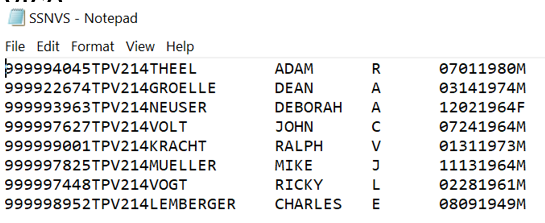 SSNVS - Notepad
File Edit Format View Help
999994045TPV214THEEL ADAM R 07011980M
999922674TPV214GROELLE DEAN A 03141974M
999993963TPV214NEUSER DEBORAH A 12021964F
999997627TPV214VOLT JOHN C 07241964M
999999001TPV214KRACHT RALPH V 01311973M
999997825TPV214MUELLER MIKE J 11131964M
999997448TPV214VOGT RICKY L 02281961M
999998952TPV214LEMBERGER CHARLES E 08091949M